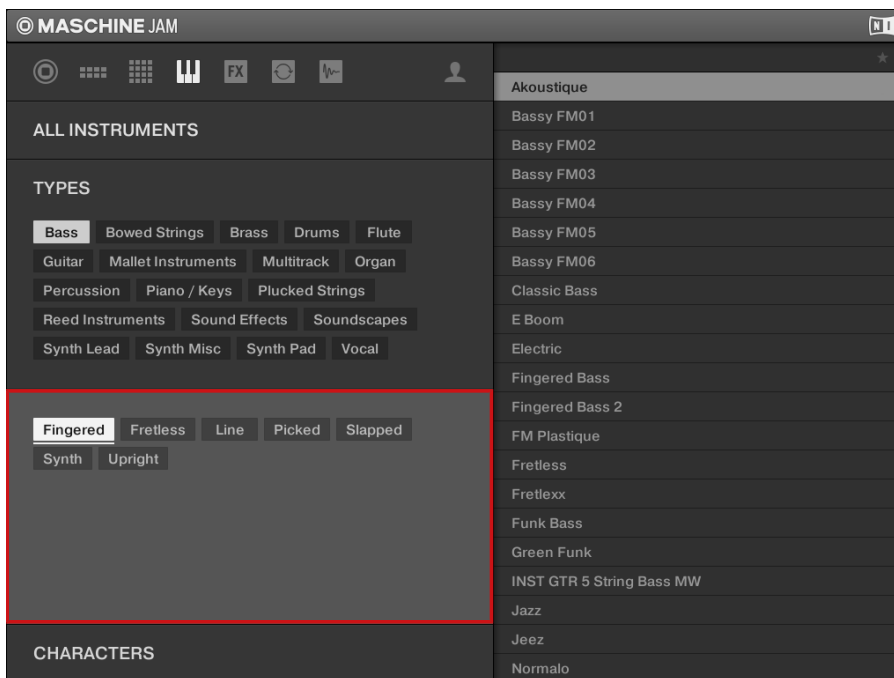 MASCHINE JAM
NI
FX
ALL INSTRUMENTS
TYPES
Bass Bowed Strings Brass Drums Flute
Guitar Mallet Instruments Multitrack Organ
Percussion Piano / Keys Plucked Strings
Reed Instruments Sound Effects Soundscapes
Synth Lead Synth Misc Synth Pad Vocal
Fingered Fretless Line Picked Slapped
Synth Upright
CHARACTERS
Akoustique
Bassy FM01
Bassy FM02
Bassy FM03
Bassy FM04
Bassy FM05
Bassy FM06
Classic Bass
E Boom
Electric
Fingered Bass
Fingered Bass 2
FM Plastique
Fretless
Fretlexx
Funk Bass
Green Funk
INST GTR 5 String Bass MW
Jazz
Jeez
Normalo